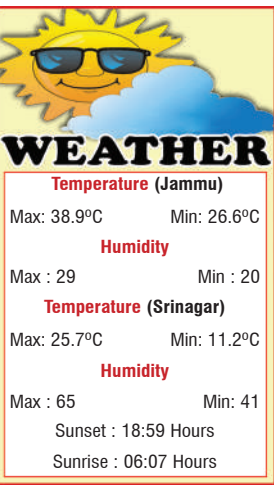 WEATHER
Temperature (Jammu)
Max: 38.9ºC Min: 26.6ºC
Humidity
Max : 29 Min : 20
Temperature (Srinagar)
Max: 25.7ºC Min: 11.2ºC
Humidity
Max : 65 Min: 41
Sunset : 18:59 Hours
Sunrise : 06:07 Hours